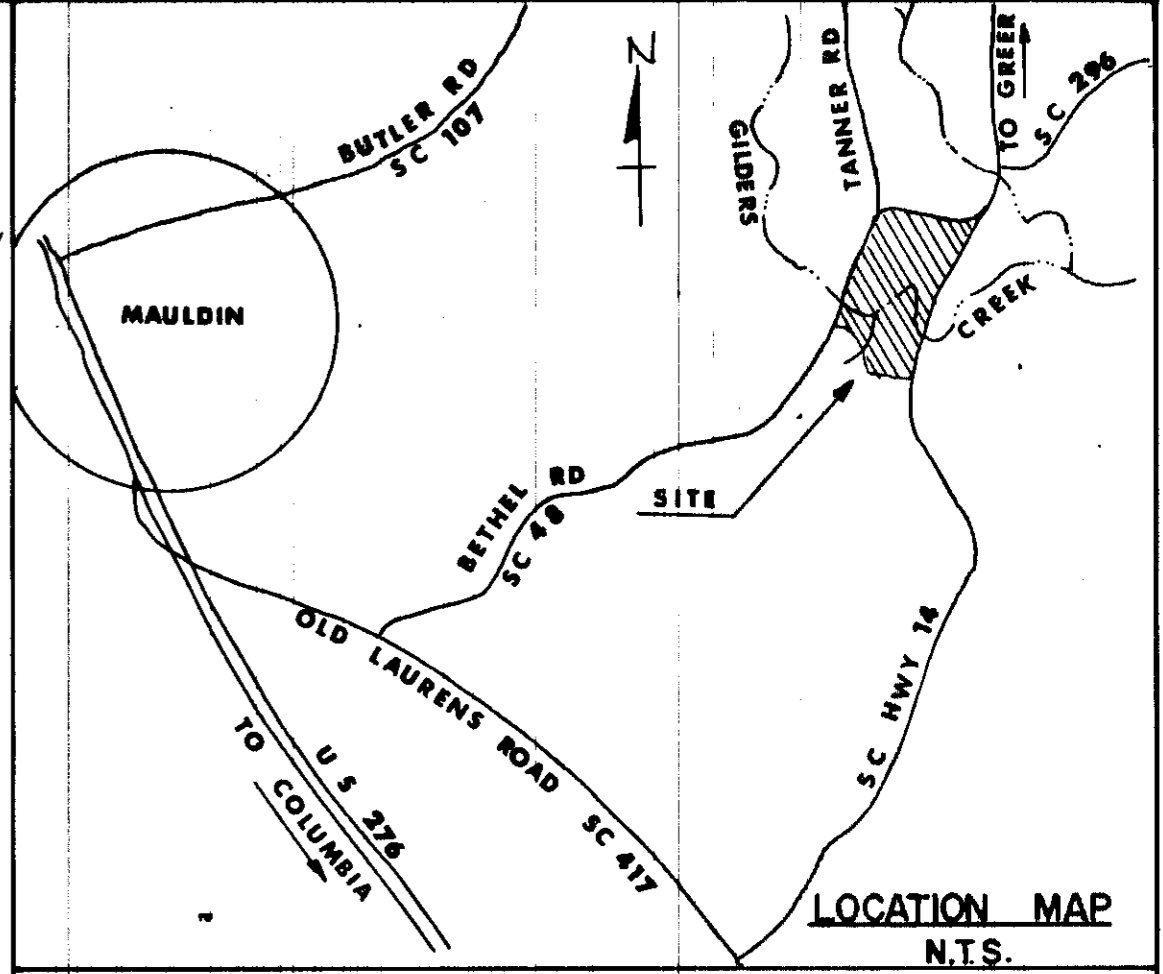 BUTLER RD
SC 107
N
GILDERS
TANNER RD
TO GREER
SC 296
MAULDIN
CREEK
BETHEL RD
SC 48
SITE
OLD LAURENS ROAD SC 417
SC HWY 14
US 276
TO COLUMBIA
LOCATION MAP
N.T.S.